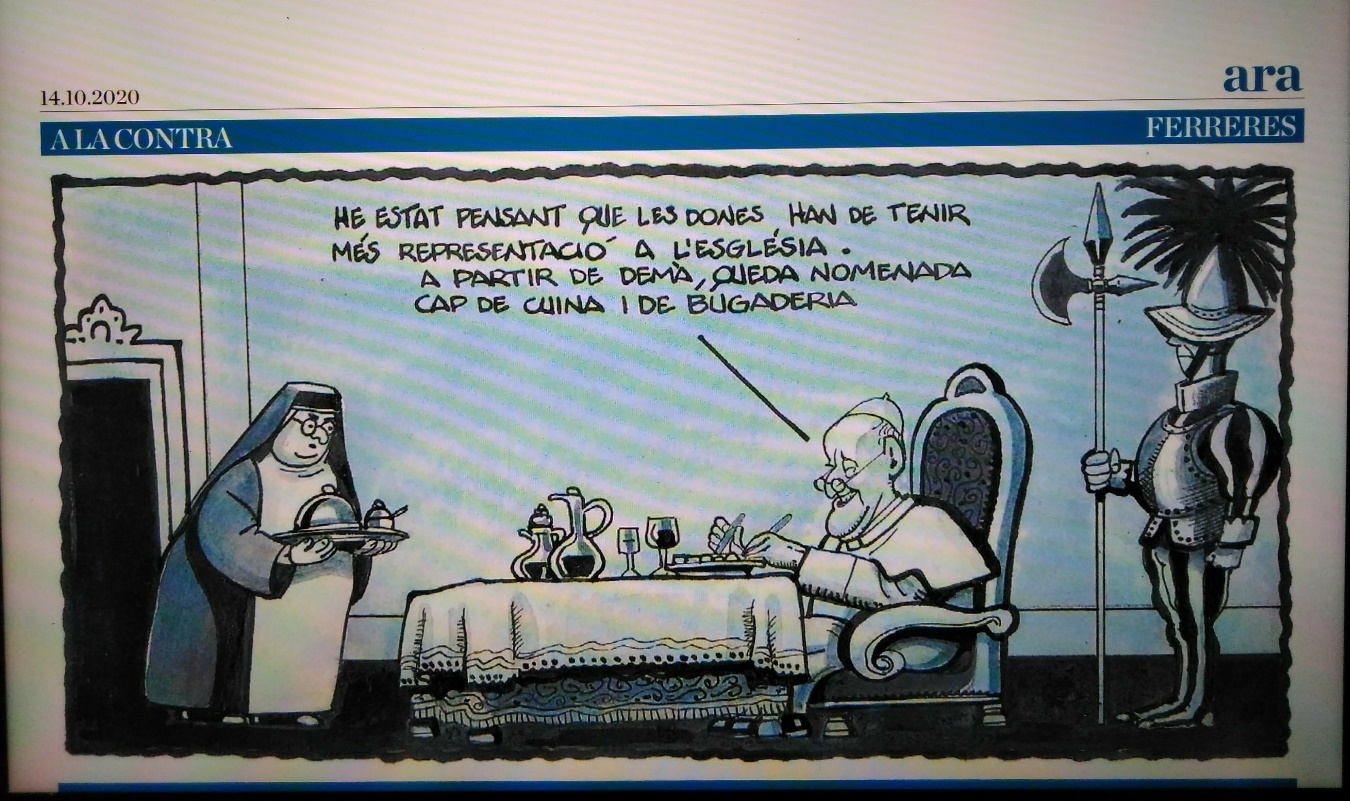 ara
14.10.2020
A LA CONTRA
FERRERES
HE ESTAT PENSANT QUE LES DONES HAN DE TENIR
MÉS REPRESENTACIÓ A L'ESGLÉSIA.
A PARTIR DE DEMÀ, QUEDA NOMENADA
CAP DE CUINA I DE BUGADERIA